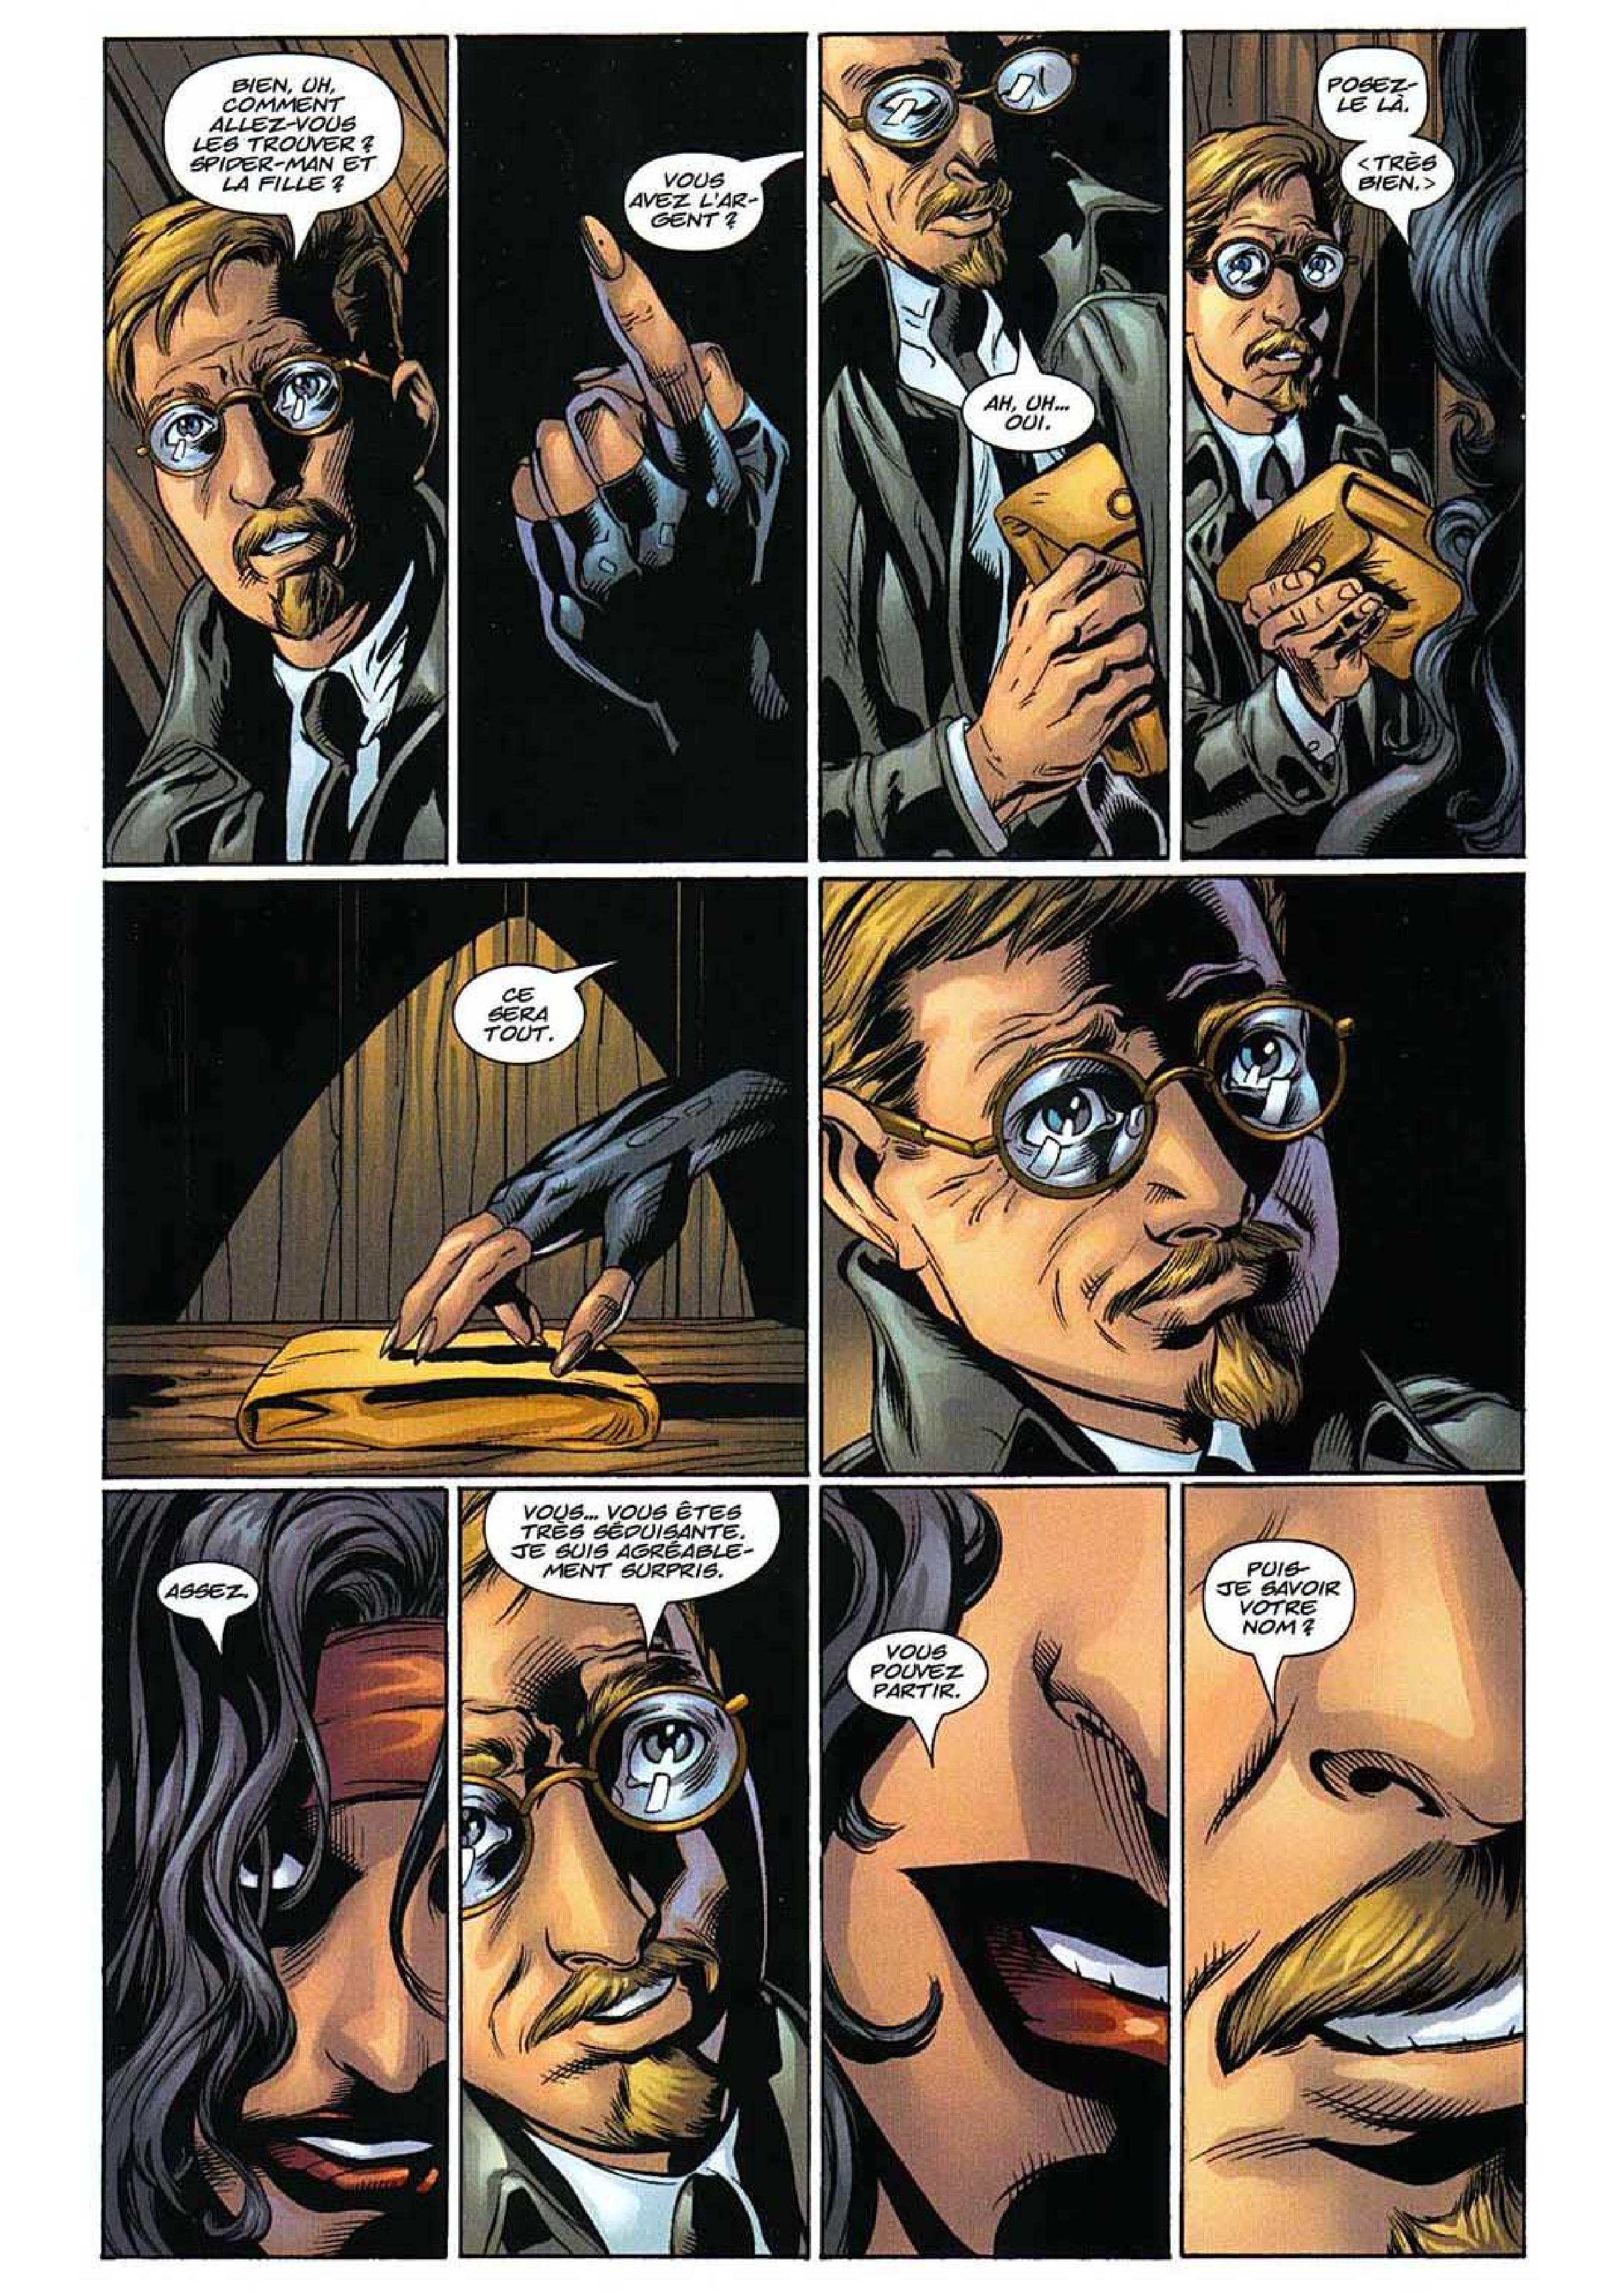 BIEN, UH,
COMMENT
ALLEZ-VOUS
LES TROUVER ?
SPIDER-MAN ET
LA FILLE ?
VOUS
AVEZ L'AR-
GENT ?
AH, UH...
OUI.
POSEZ-
LE LÀ.
<TRÈS
BIEN.>
CE
SERA
TOUT.
ASSEZ.
VOUS... VOUS ÊTES
TRÈS SÉDUISANTE.
JE SUIS AGRÉABLE-
MENT SURPRIS.
VOUS
POUVEZ
PARTIR.
PUIS-
JE SAVOIR
VOTRE
NOM ?